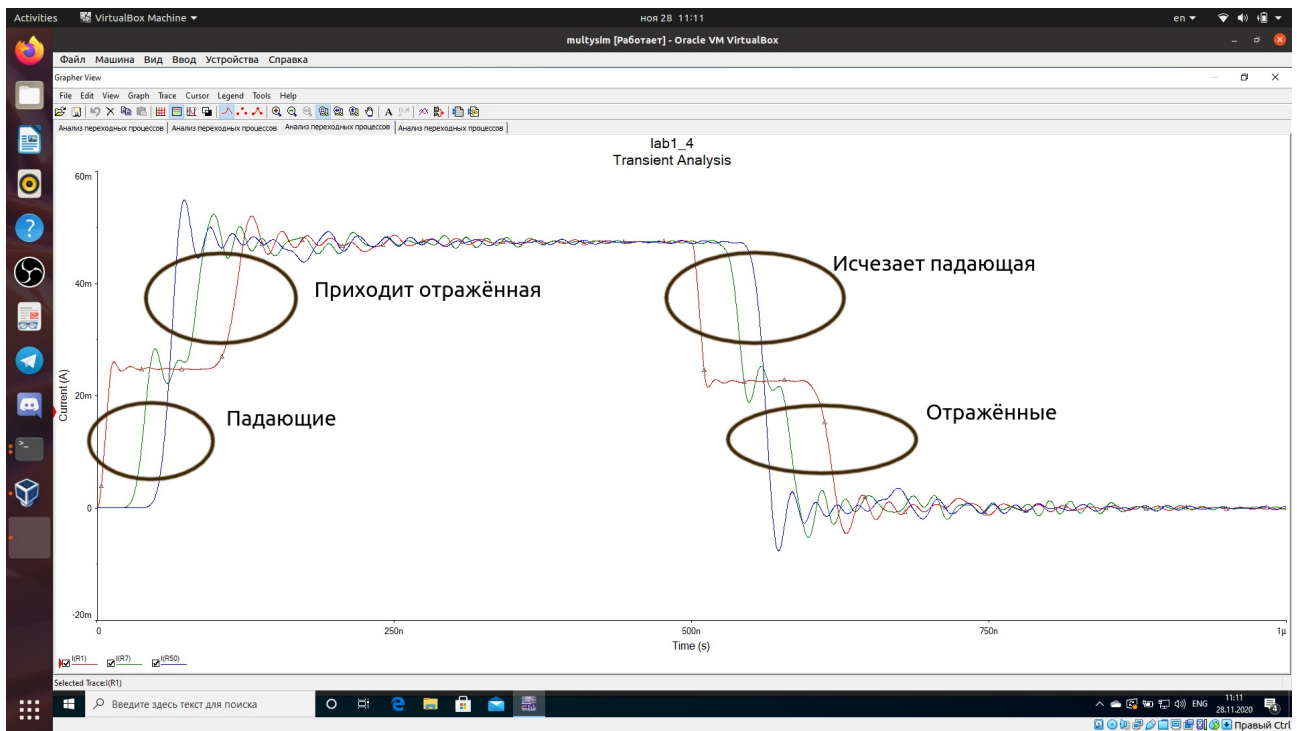 Activities VirtualBox Machine ноя 28 11:11 en
multysim [Работает] - Oracle VM VirtualBox
Файл Машина Вид Ввод Устройства Справка
Grapher View
File Edit View Graph Trace Cursor Legend Tools Help
Анализ переходных процессов Анализ переходных процессов Анализ переходных процессов Анализ переходных процессов
lab1_4
Transient Analysis
60m
Исчезает падающая
40m
Приходит отражённая
Current (A)
20m
Падающие
Отражённые
0
-20m
0 250n 500n 750n 1µ
Time (s)
I(R1) I(R7) I(R50)
Selected Trace:I(R1)
Введите здесь текст для поиска ENG 11:11
28.11.2020
Правый Ctrl